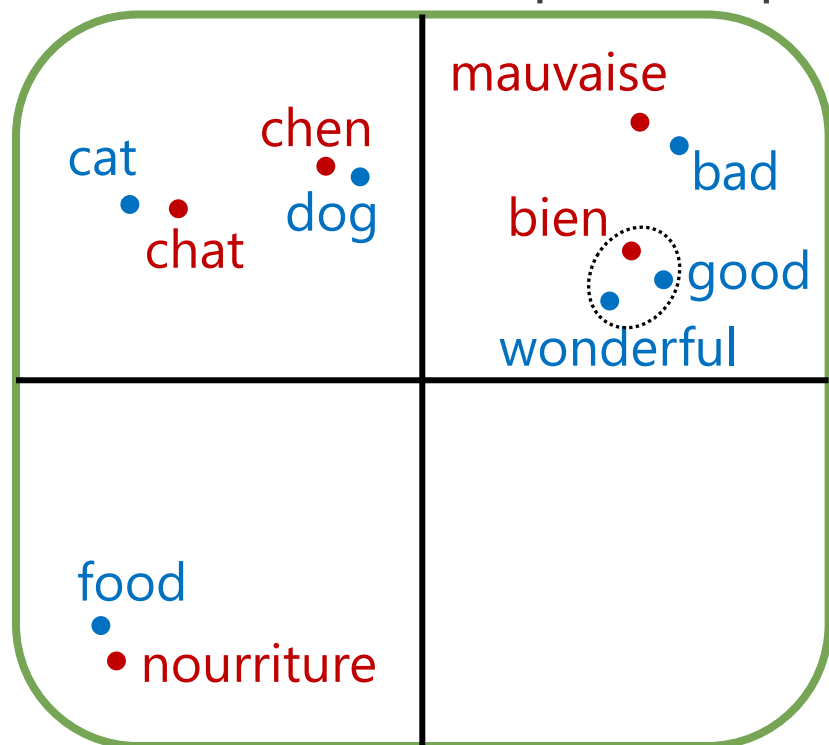 mauvaise
chen
cat
bad
dog
bien
chat
good
wonderful
food
nourriture